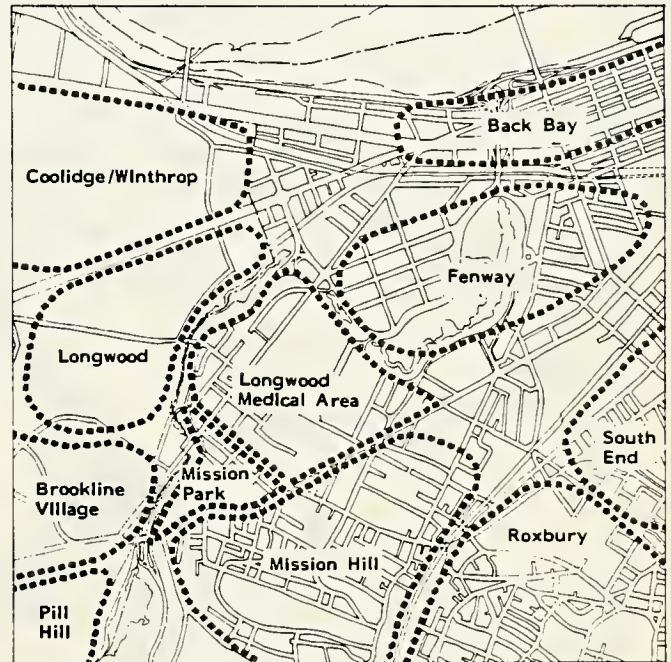 Back Bay
Coolidge/WInthrop
Fenway
Longwood
Longwood
Medical Area
South
End
Mission
Park
Brookline
Village
Roxbury
Mission Hill
Pill
Hill